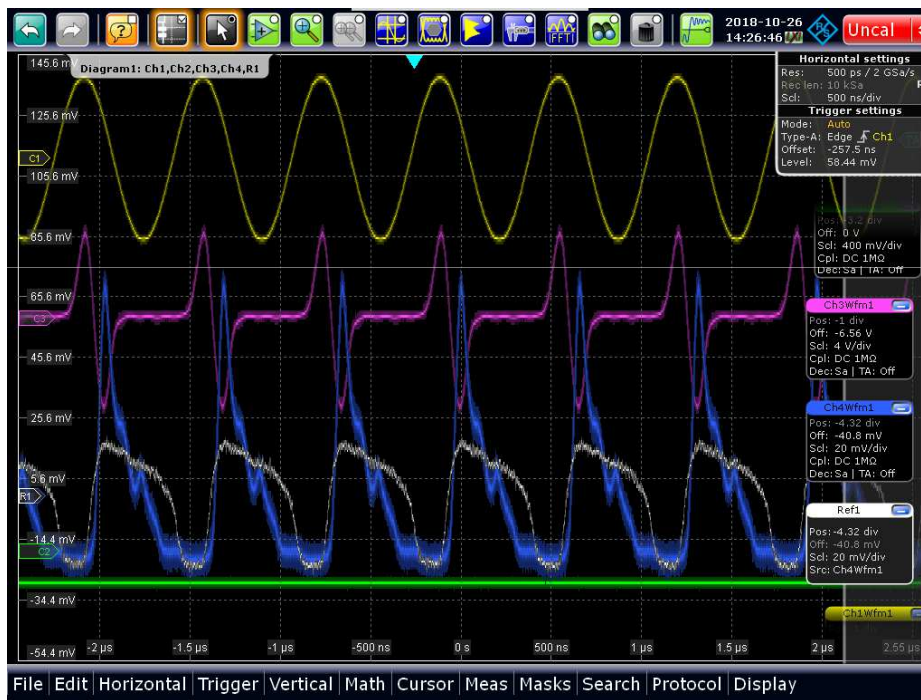 2018-10-26
14:26:46
Uncal
IFFT
145.6 mV
Diagram1: Ch1,Ch2,Ch3,Ch4,R1
Horizontal settings
Res: 500 ps / 2 GSa/s
Rec len: 10 kSa
Scl: 500 ns/div
Trigger settings
Mode: Auto
Type-A: Edge Ch1
Offset: -257.5 ns
Level: 58.44 mV
125.6 mV
C1
105.6 mV
85.6 mV
Pos: -3.2 div
Off: 0 V
Scl: 400 mV/div
Cpl: DC 1MΩ
Dec:Sa | TA: Off
65.6 mV
C3
Ch3Wfm1
Pos: -1 div
Off: -6.56 V
Scl: 4 V/div
Cpl: DC 1MΩ
Dec:Sa | TA: Off
45.6 mV
25.6 mV
Ch4Wfm1
Pos: -4.32 div
Off: -40.8 mV
Scl: 20 mV/div
Cpl: DC 1MΩ
Dec:Sa | TA: Off
5.6 mV
R1
Ref1
Pos: -4.32 div
Off: -40.8 mV
Scl: 20 mV/div
Src: Ch4Wfm1
-14.4 mV
C2
-34.4 mV
Ch1Wfm1
-54.4 mV
-2 µs -1.5 µs -1 µs -500 ns 0 s 500 ns 1 µs 1.5 µs 2 µs 2.55 µs
File Edit Horizontal Trigger Vertical Math Cursor Meas Masks Search Protocol Display